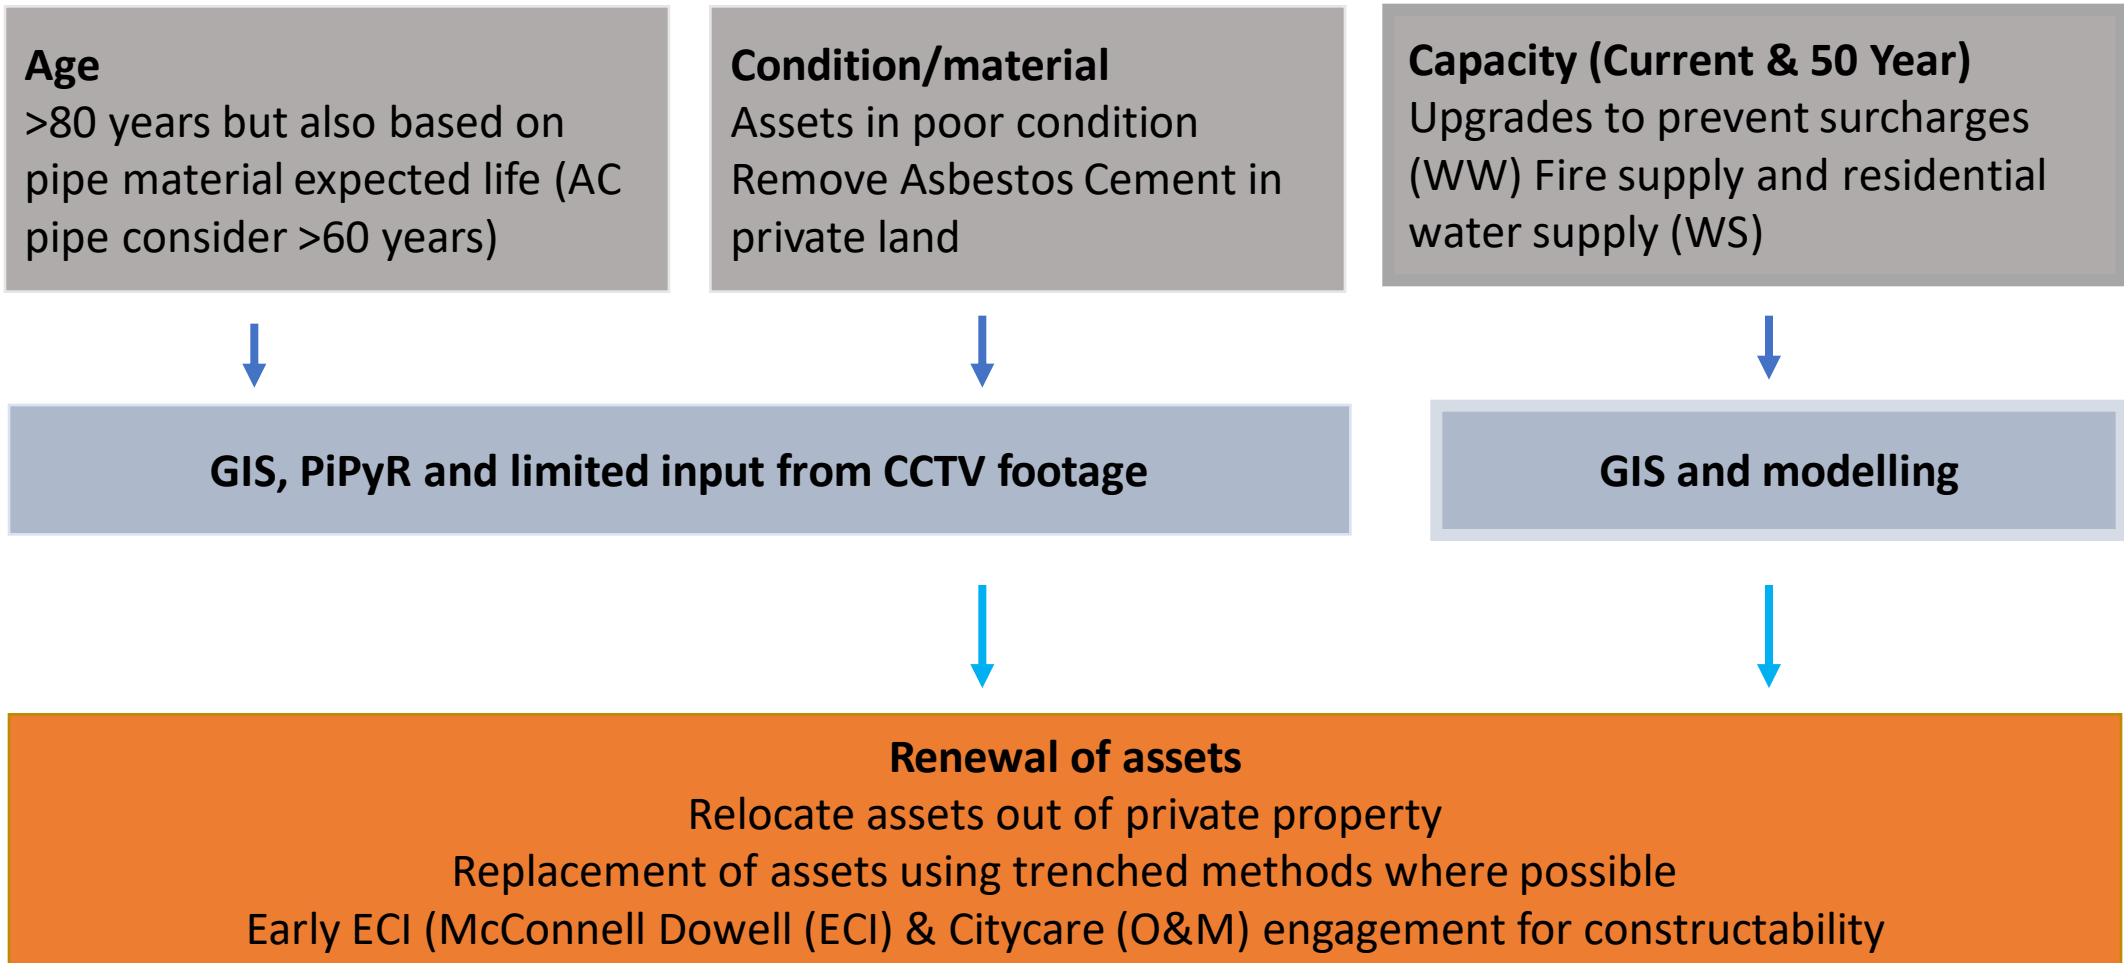 Age
>80 years but also based on
pipe material expected life (AC
pipe consider >60 years)
Condition/material
Assets in poor condition
Remove Asbestos Cement in
private land
Capacity (Current & 50 Year)
Upgrades to prevent surcharges
(WW) Fire supply and residential
water supply (WS)
GIS, PiPyR and limited input from CCTV footage
GIS and modelling
Renewal of assets
Relocate assets out of private property
Replacement of assets using trenched methods where possible
Early ECI (McConnell Dowell (ECI) & Citycare (O&M) engagement for constructability